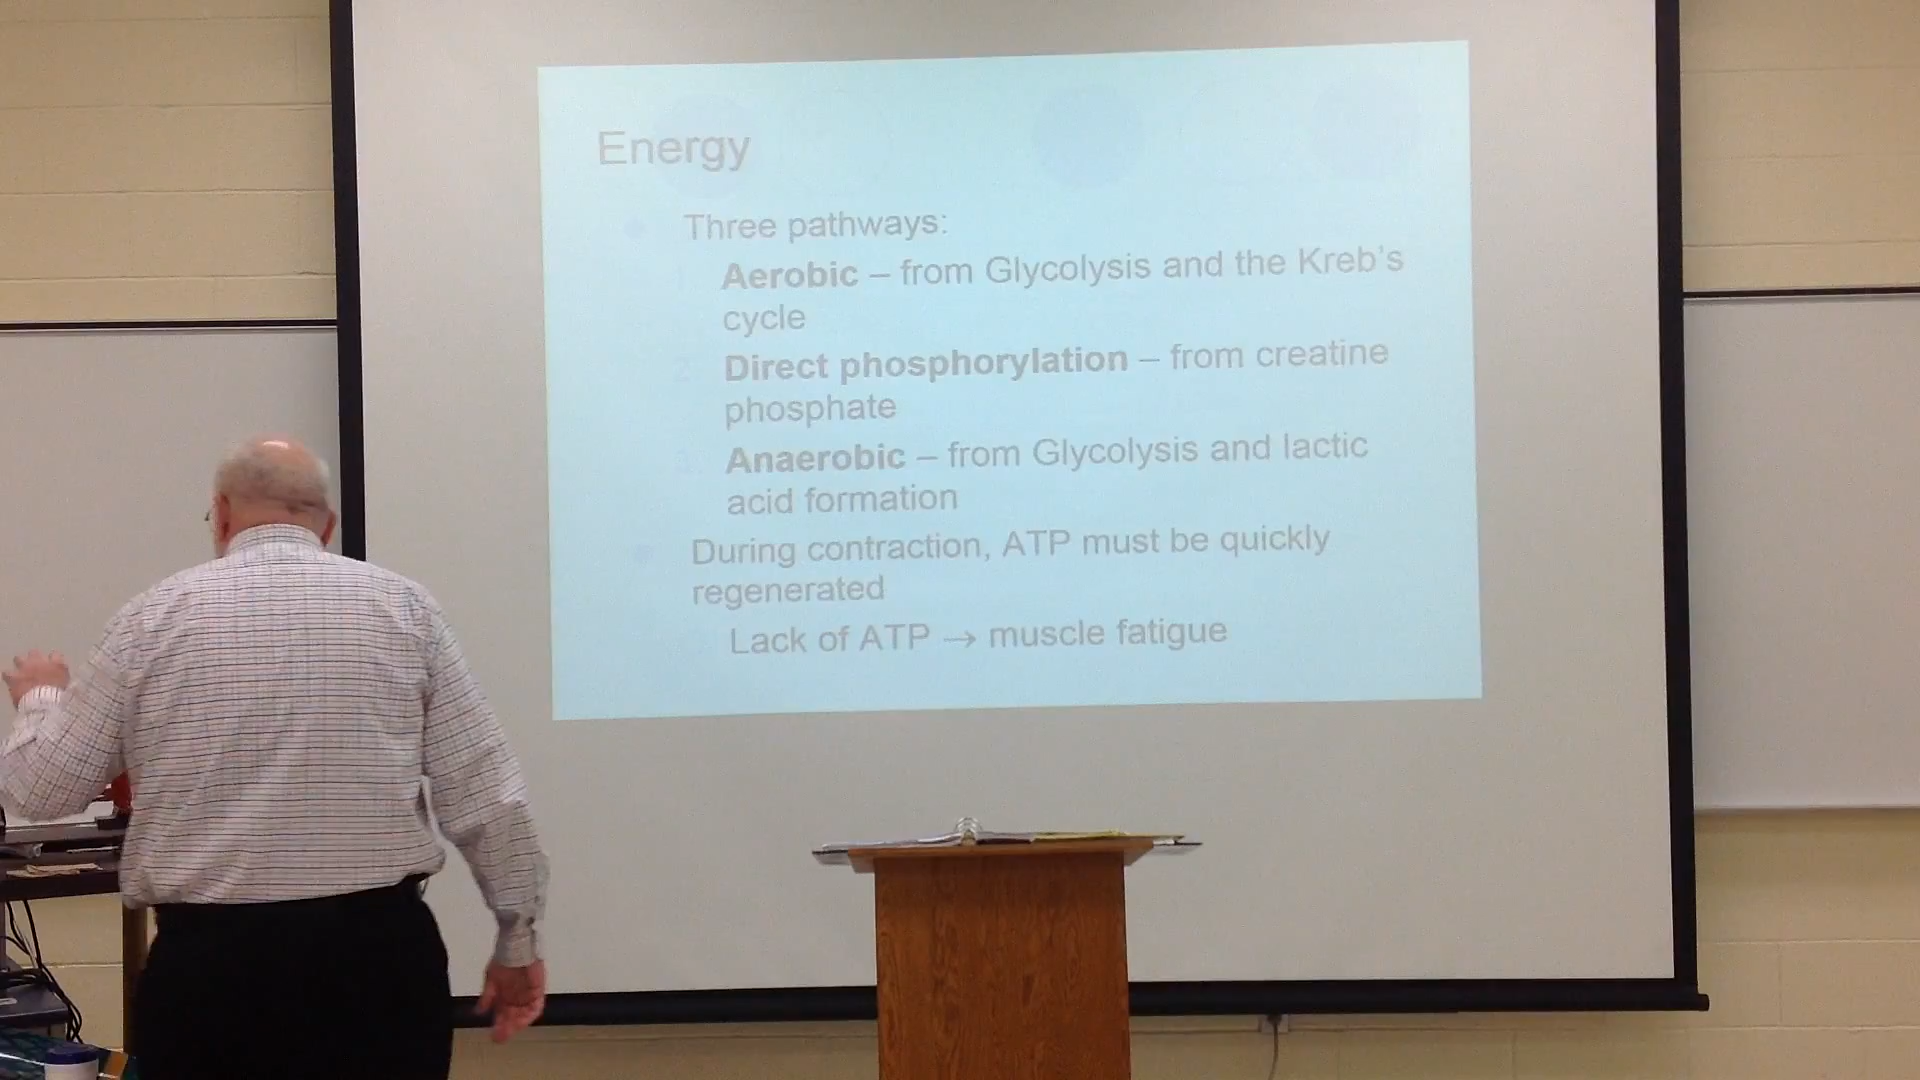 Energy
Three pathways:
Aerobic – from Glycolysis and the Kreb's
cycle
2. Direct phosphorylation – from creatine
phosphate
Anaerobic – from Glycolysis and lactic
acid formation
During contraction, ATP must be quickly
regenerated
Lack of ATP → muscle fatigue